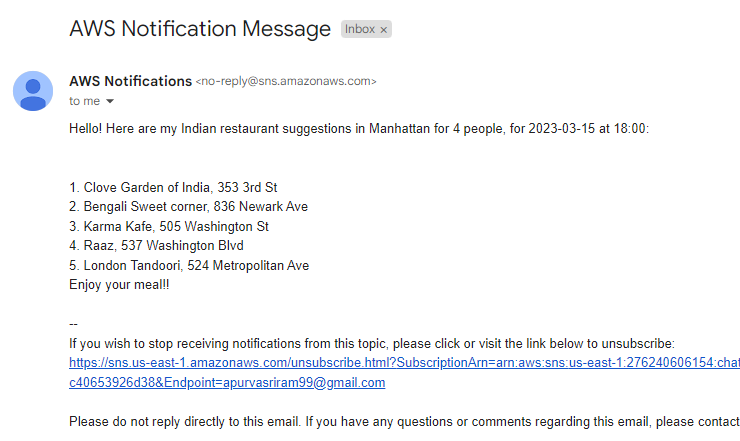 AWS Notification Message Inbox ×
AWS Notifications <no-reply@sns.amazonaws.com>
to me
Hello! Here are my Indian restaurant suggestions in Manhattan for 4 people, for 2023-03-15 at 18:00:
1. Clove Garden of India, 353 3rd St
2. Bengali Sweet corner, 836 Newark Ave
3. Karma Kafe, 505 Washington St
4. Raaz, 537 Washington Blvd
5. London Tandoori, 524 Metropolitan Ave
Enjoy your meal!!
--
If you wish to stop receiving notifications from this topic, please click or visit the link below to unsubscribe:
https://sns.us-east-1.amazonaws.com/unsubscribe.html?SubscriptionArn=arn:aws:sns:us-east-1:276240606154:chat
c40653926d38&Endpoint=apurvasriram99@gmail.com
Please do not reply directly to this email. If you have any questions or comments regarding this email, please contact